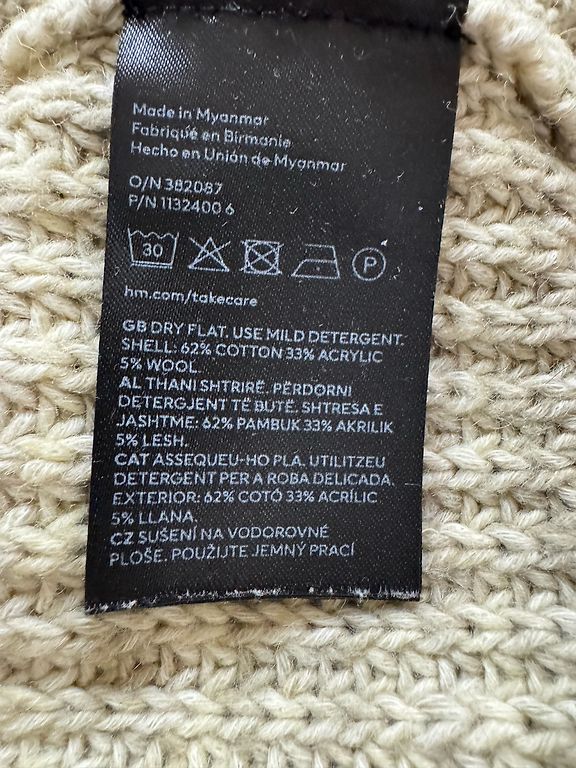 Made in Myanmar
Fabriqué en Birmanie
Hecho en Unión de Myanmar
O/N 382087
P/N 1132400 6
30 P
hm.com/takecare
GB DRY FLAT. USE MILD DETERGENT.
SHELL: 62% COTTON 33% ACRYLIC
5% WOOL.
AL THANI SHTRIRË. PËRDORNI
DETERGJENT TË BUTË. SHTRESA E
JASHTME: 62% PAMBUK 33% AKRILIK
5% LESH.
CAT ASSEQUEU-HO PLA. UTILITZEU
DETERGENT PER A ROBA DELICADA.
EXTERIOR: 62% COTÓ 33% ACRÍLIC
5% LLANA.
CZ SUŠENÍ NA VODOROVNÉ
PLOŠE. POUŽIJTE JEMNÝ PRACÍ